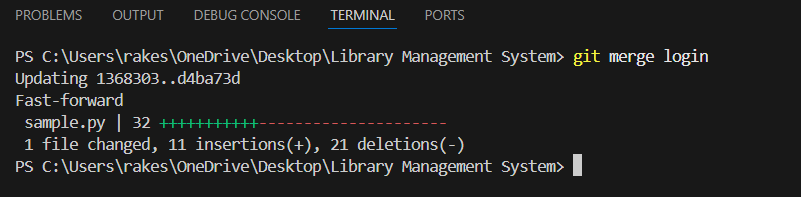 PROBLEMS OUTPUT DEBUG CONSOLE TERMINAL PORTS
PS C:\Users\rakes\OneDrive\Desktop\Library Management System> git merge login
Updating 1368303..d4ba73d
Fast-forward
 sample.py | 32 +++++++++++---------------------
 1 file changed, 11 insertions(+), 21 deletions(-)
PS C:\Users\rakes\OneDrive\Desktop\Library Management System>